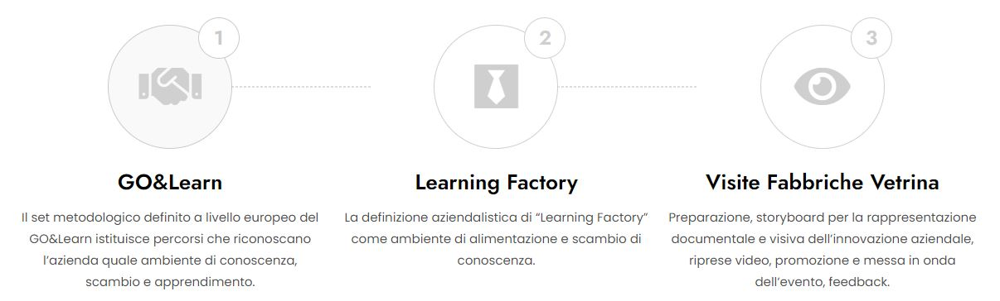 1
2
3
GO&Learn
Learning Factory
Visite Fabbriche Vetrina
Il set metodologico definito a livello europeo del
GO&Learn istituisce percorsi che riconoscano
l’azienda quale ambiente di conoscenza,
scambio e apprendimento.
La definizione aziendalistica di “Learning Factory”
come ambiente di alimentazione e scambio di
conoscenza.
Preparazione, storyboard per la rappresentazione
documentale e visiva dell’innovazione aziendale,
riprese video, promozione e messa in onda
dell’evento, feedback.